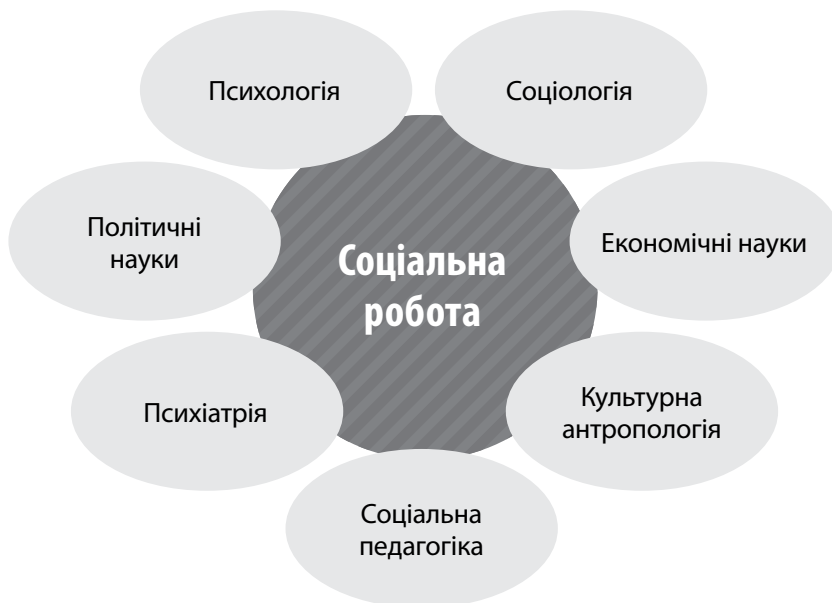 Психологія
Соціологія
Політичні
науки
Соціальна
робота
Економічні науки
Психіатрія
Культурна
антропологія
Соціальна
педагогіка